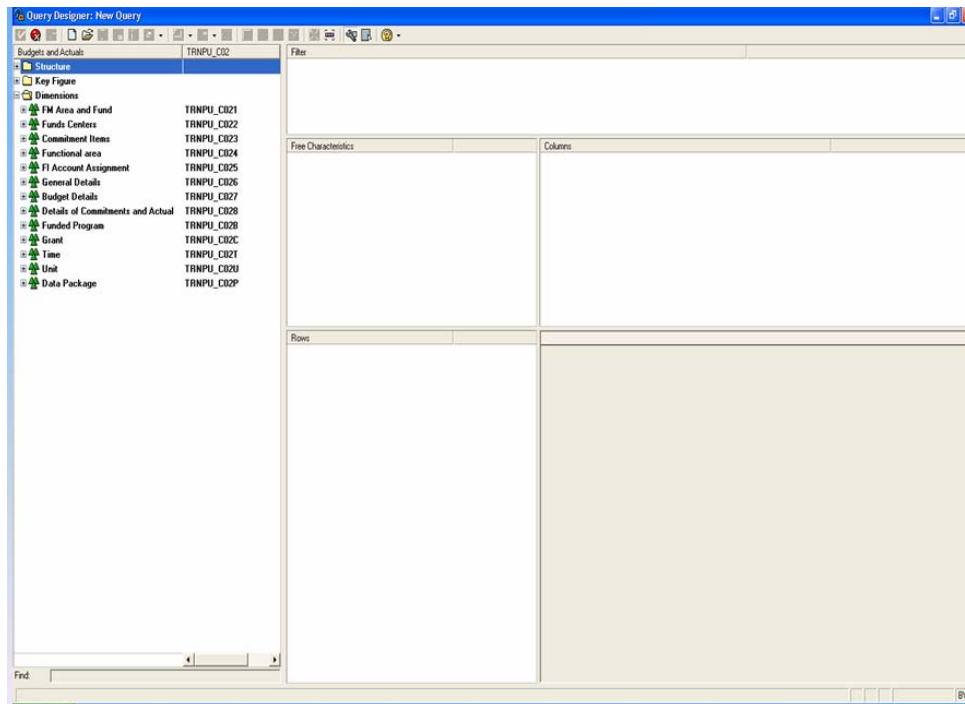 Query Designer: New Query
Budgets and Actuals TRNPU_C02 Filter
Structure
Key Figure
Dimensions
FM Area and Fund TRNPU_C021
Funds Centers TRNPU_C022
Commitment Items TRNPU_C023
Functional area TRNPU_C024
FI Account Assignment TRNPU_C025
General Details TRNPU_C026
Budget Details TRNPU_C027
Details of Commitments and Actual TRNPU_C028
Funded Program TRNPU_C02B
Grant TRNPU_C02C
Time TRNPU_C02T
Unit TRNPU_C02U
Data Package TRNPU_C02P
Free Characteristics Columns
Rows
Find: